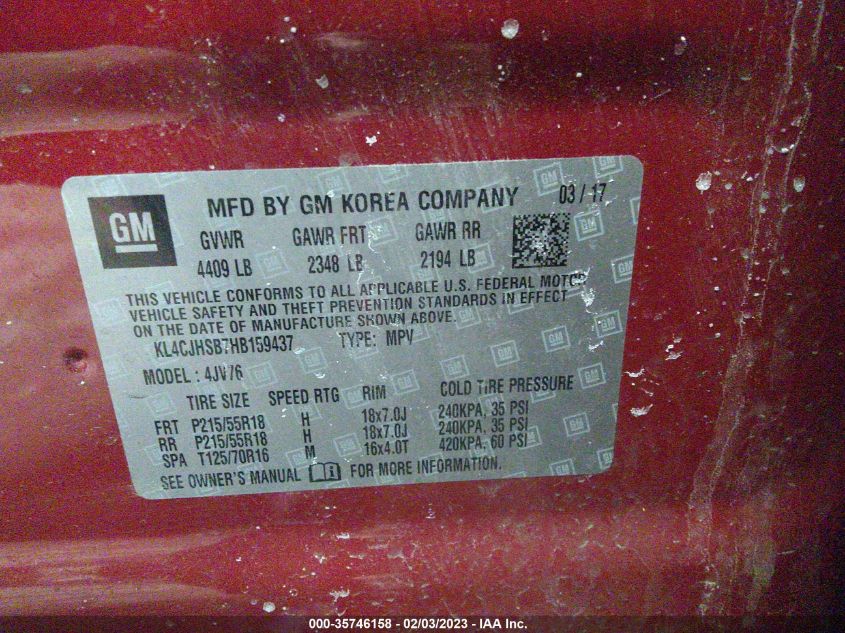 GM
MFD BY GM KOREA COMPANY 03 / 17
GVWR GAWR FRT GAWR RR
4409 LB 2348 LB 2194 LB
THIS VEHICLE CONFORMS TO ALL APPLICABLE U.S. FEDERAL MOTOR
VEHICLE SAFETY AND THEFT PREVENTION STANDARDS IN EFFECT
ON THE DATE OF MANUFACTURE SHOWN ABOVE.
KL4CJHSB7HB159437 TYPE: MPV
MODEL: 4JV76
TIRE SIZE SPEED RTG RIM COLD TIRE PRESSURE
FRT P215/55R18 H 18x7.0J 240KPA, 35 PSI
RR P215/55R18 H 18x7.0J 240KPA, 35 PSI
SPA T125/70R16 M 16x4.0T 420KPA, 60 PSI
SEE OWNER'S MANUAL FOR MORE INFORMATION.
000-35746158 - 02/03/2023 - IAA Inc.